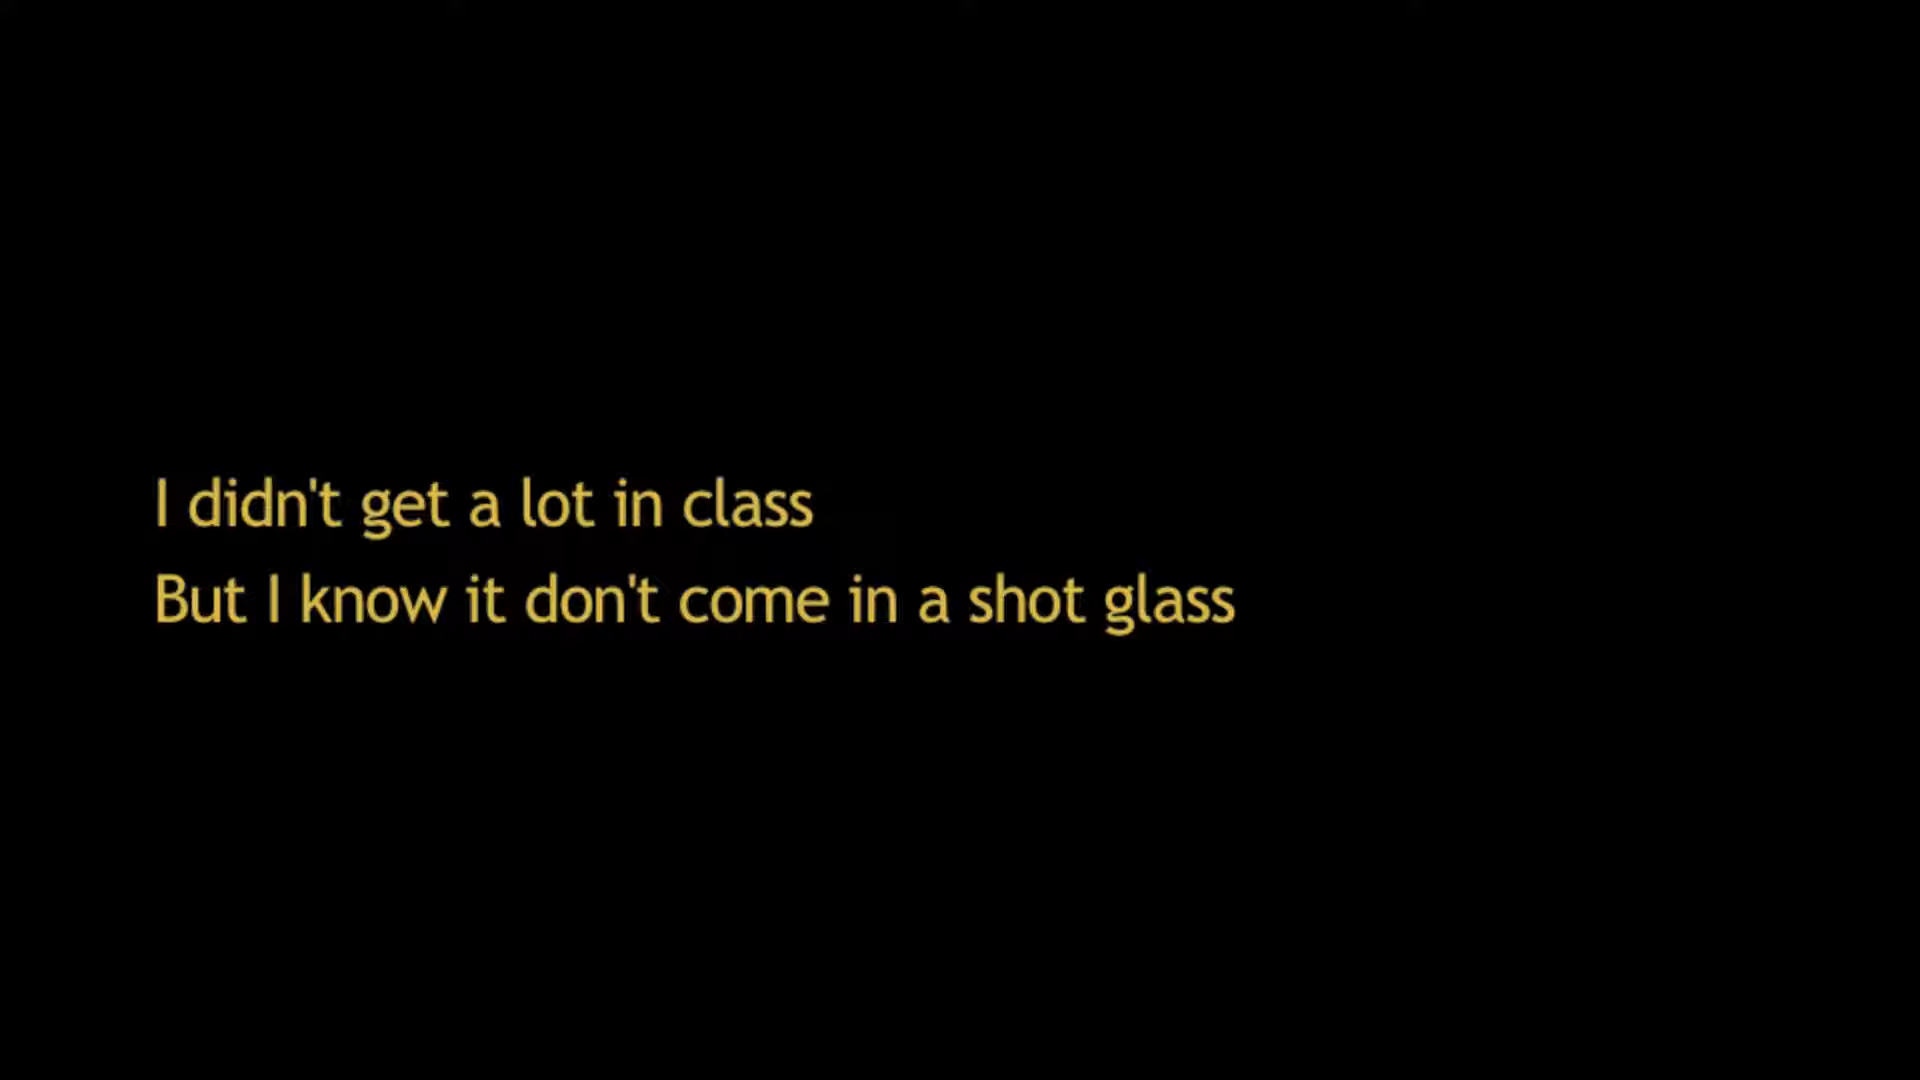 I didn't get a lot in class
But I know it don't come in a shot glass